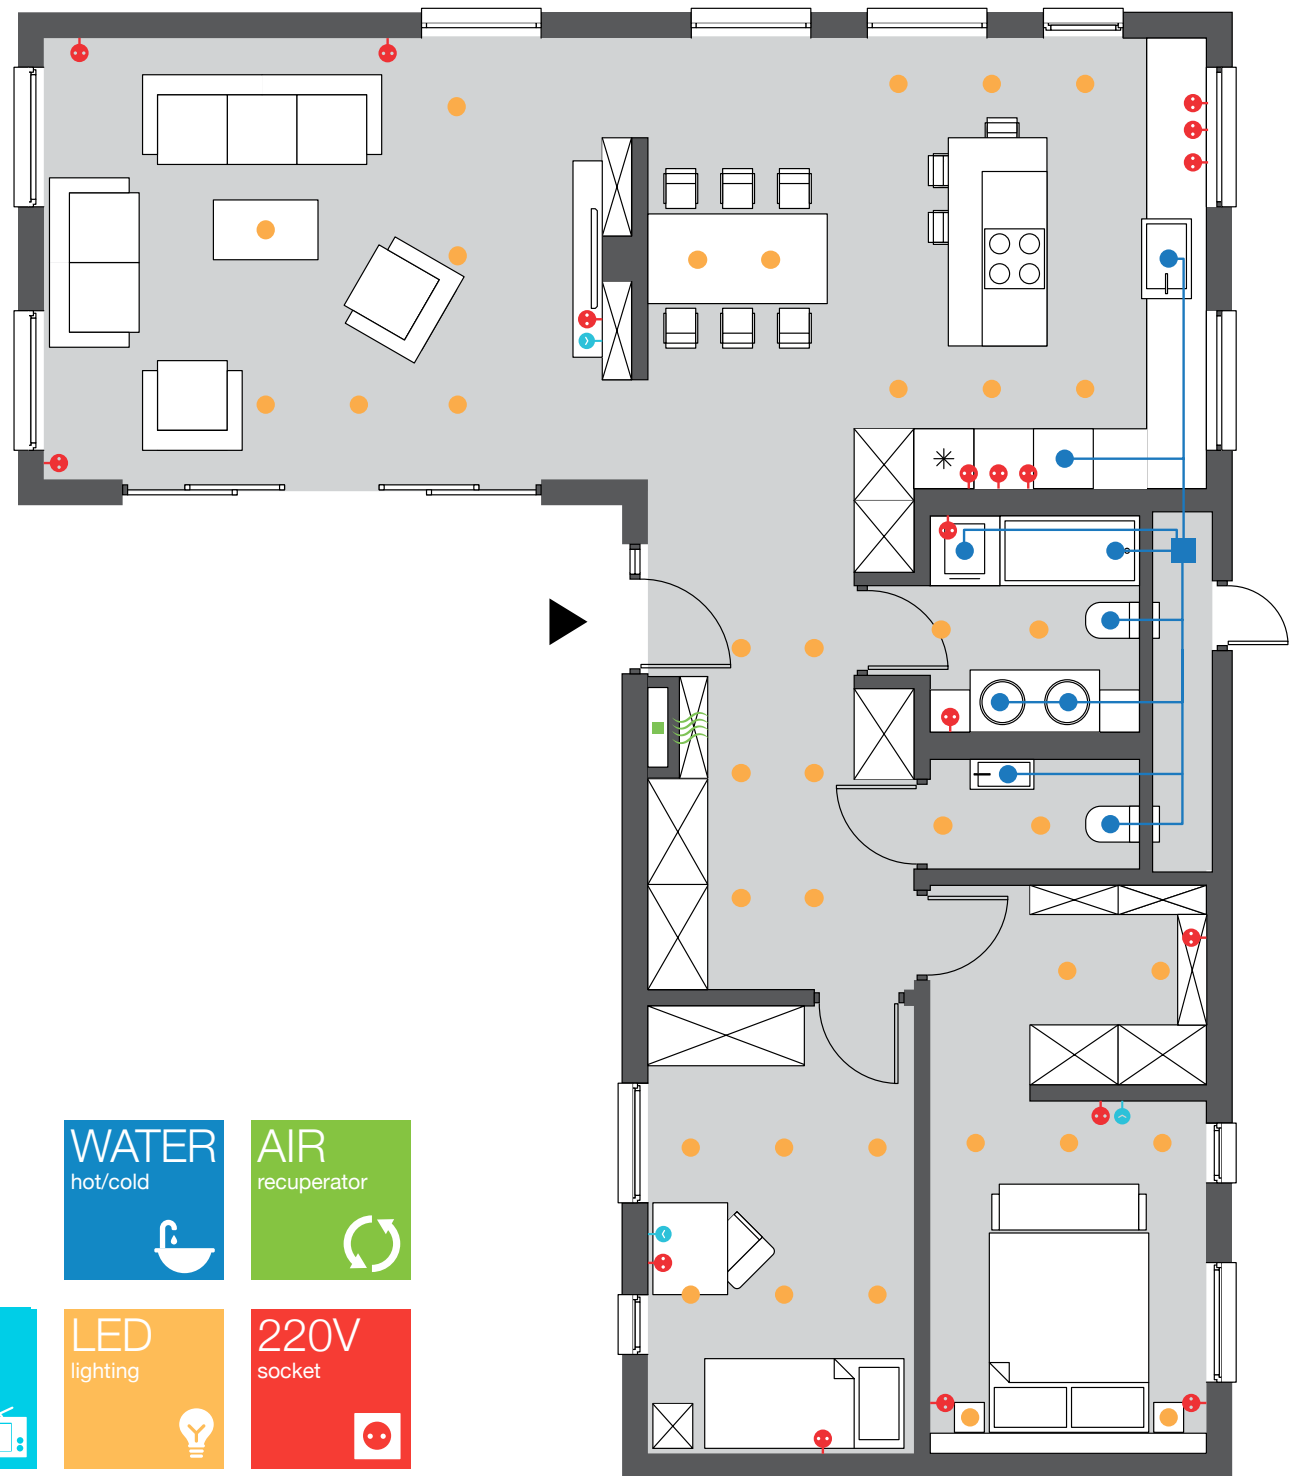 WATER
hot/cold
AIR
recuperator
LED
lighting
220V
socket